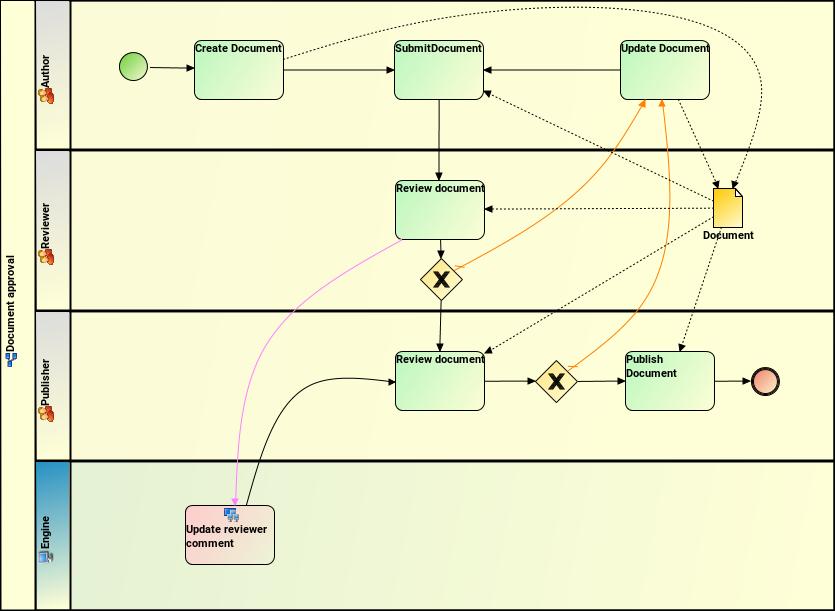 Document approval
Author
Create Document
SubmitDocument
Update Document
Reviewer
Review document
X
Document
Publisher
Review document
X
Publish
Document
Engine
Update reviewer
comment